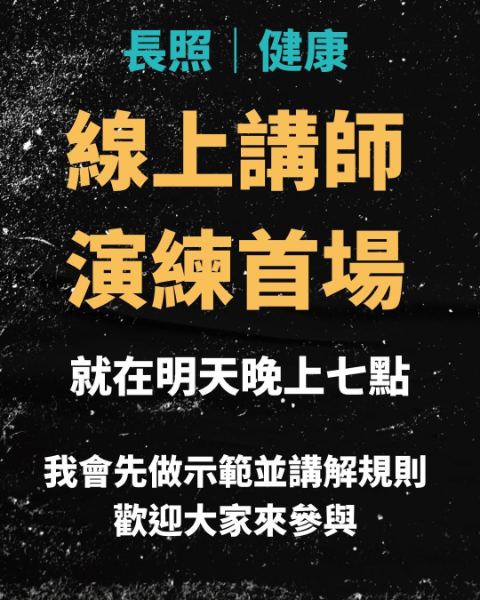 長照｜健康
線上講師
演練首場
就在明天晚上七點
我會先做示範並講解規則
歡迎大家來參與